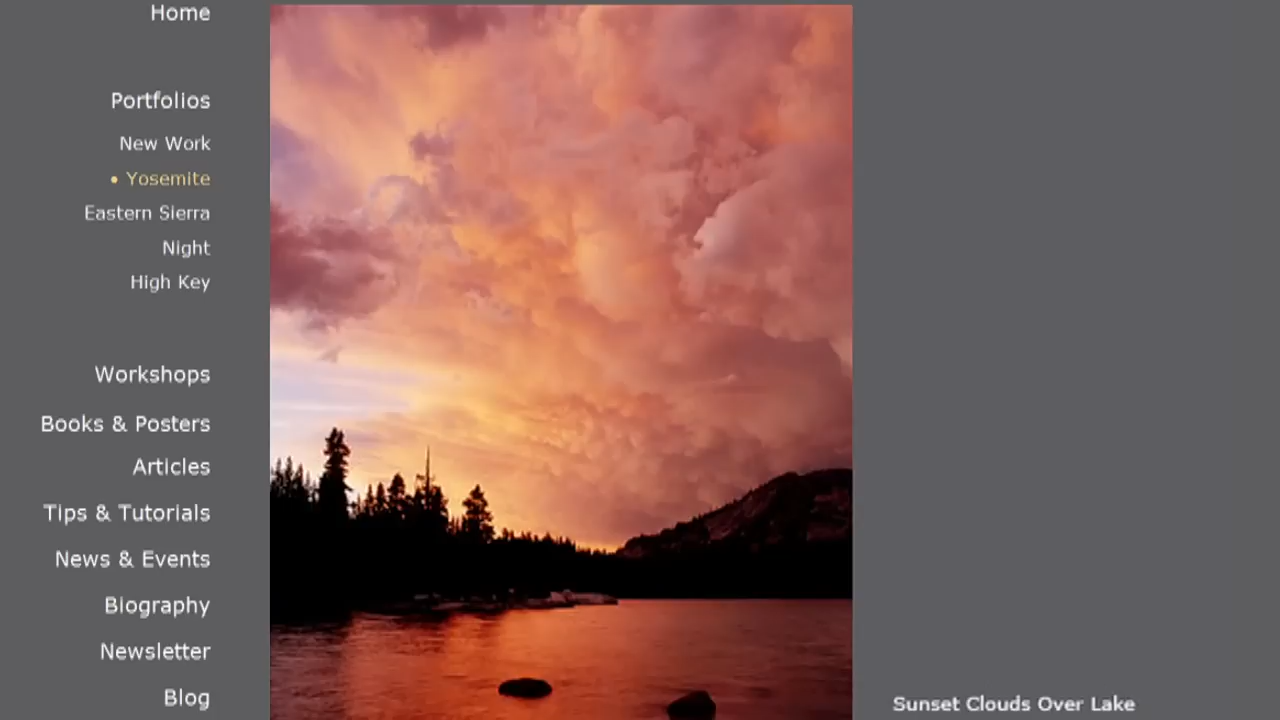 Home
Portfolios
New Work
• Yosemite
Eastern Sierra
Night
High Key
Workshops
Books & Posters
Articles
Tips & Tutorials
News & Events
Biography
Newsletter
Blog
Sunset Clouds Over Lake